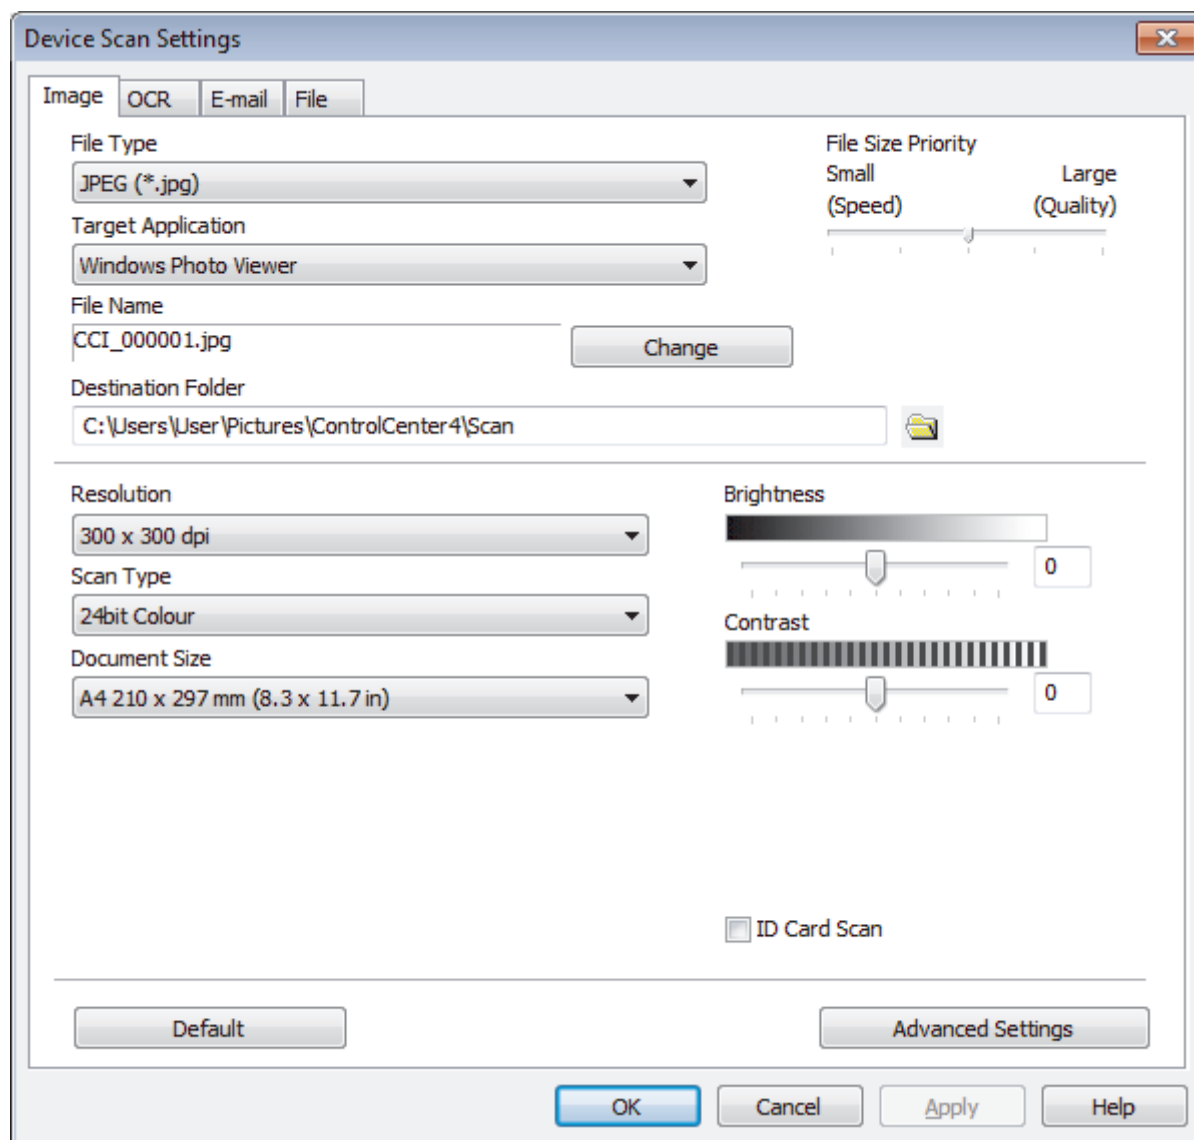 Device Scan Settings
Image OCR E-mail File
File Type
JPEG (*.jpg)
Target Application
Windows Photo Viewer
File Name
CCI_000001.jpg
Change
Destination Folder
C:\Users\User\Pictures\ControlCenter4\Scan
File Size Priority
Small Large
(Speed) (Quality)
Resolution
300 x 300 dpi
Scan Type
24bit Colour
Document Size
A4 210 x 297 mm (8.3 x 11.7 in)
Brightness
0
Contrast
0
ID Card Scan
Default Advanced Settings
OK Cancel Apply Help